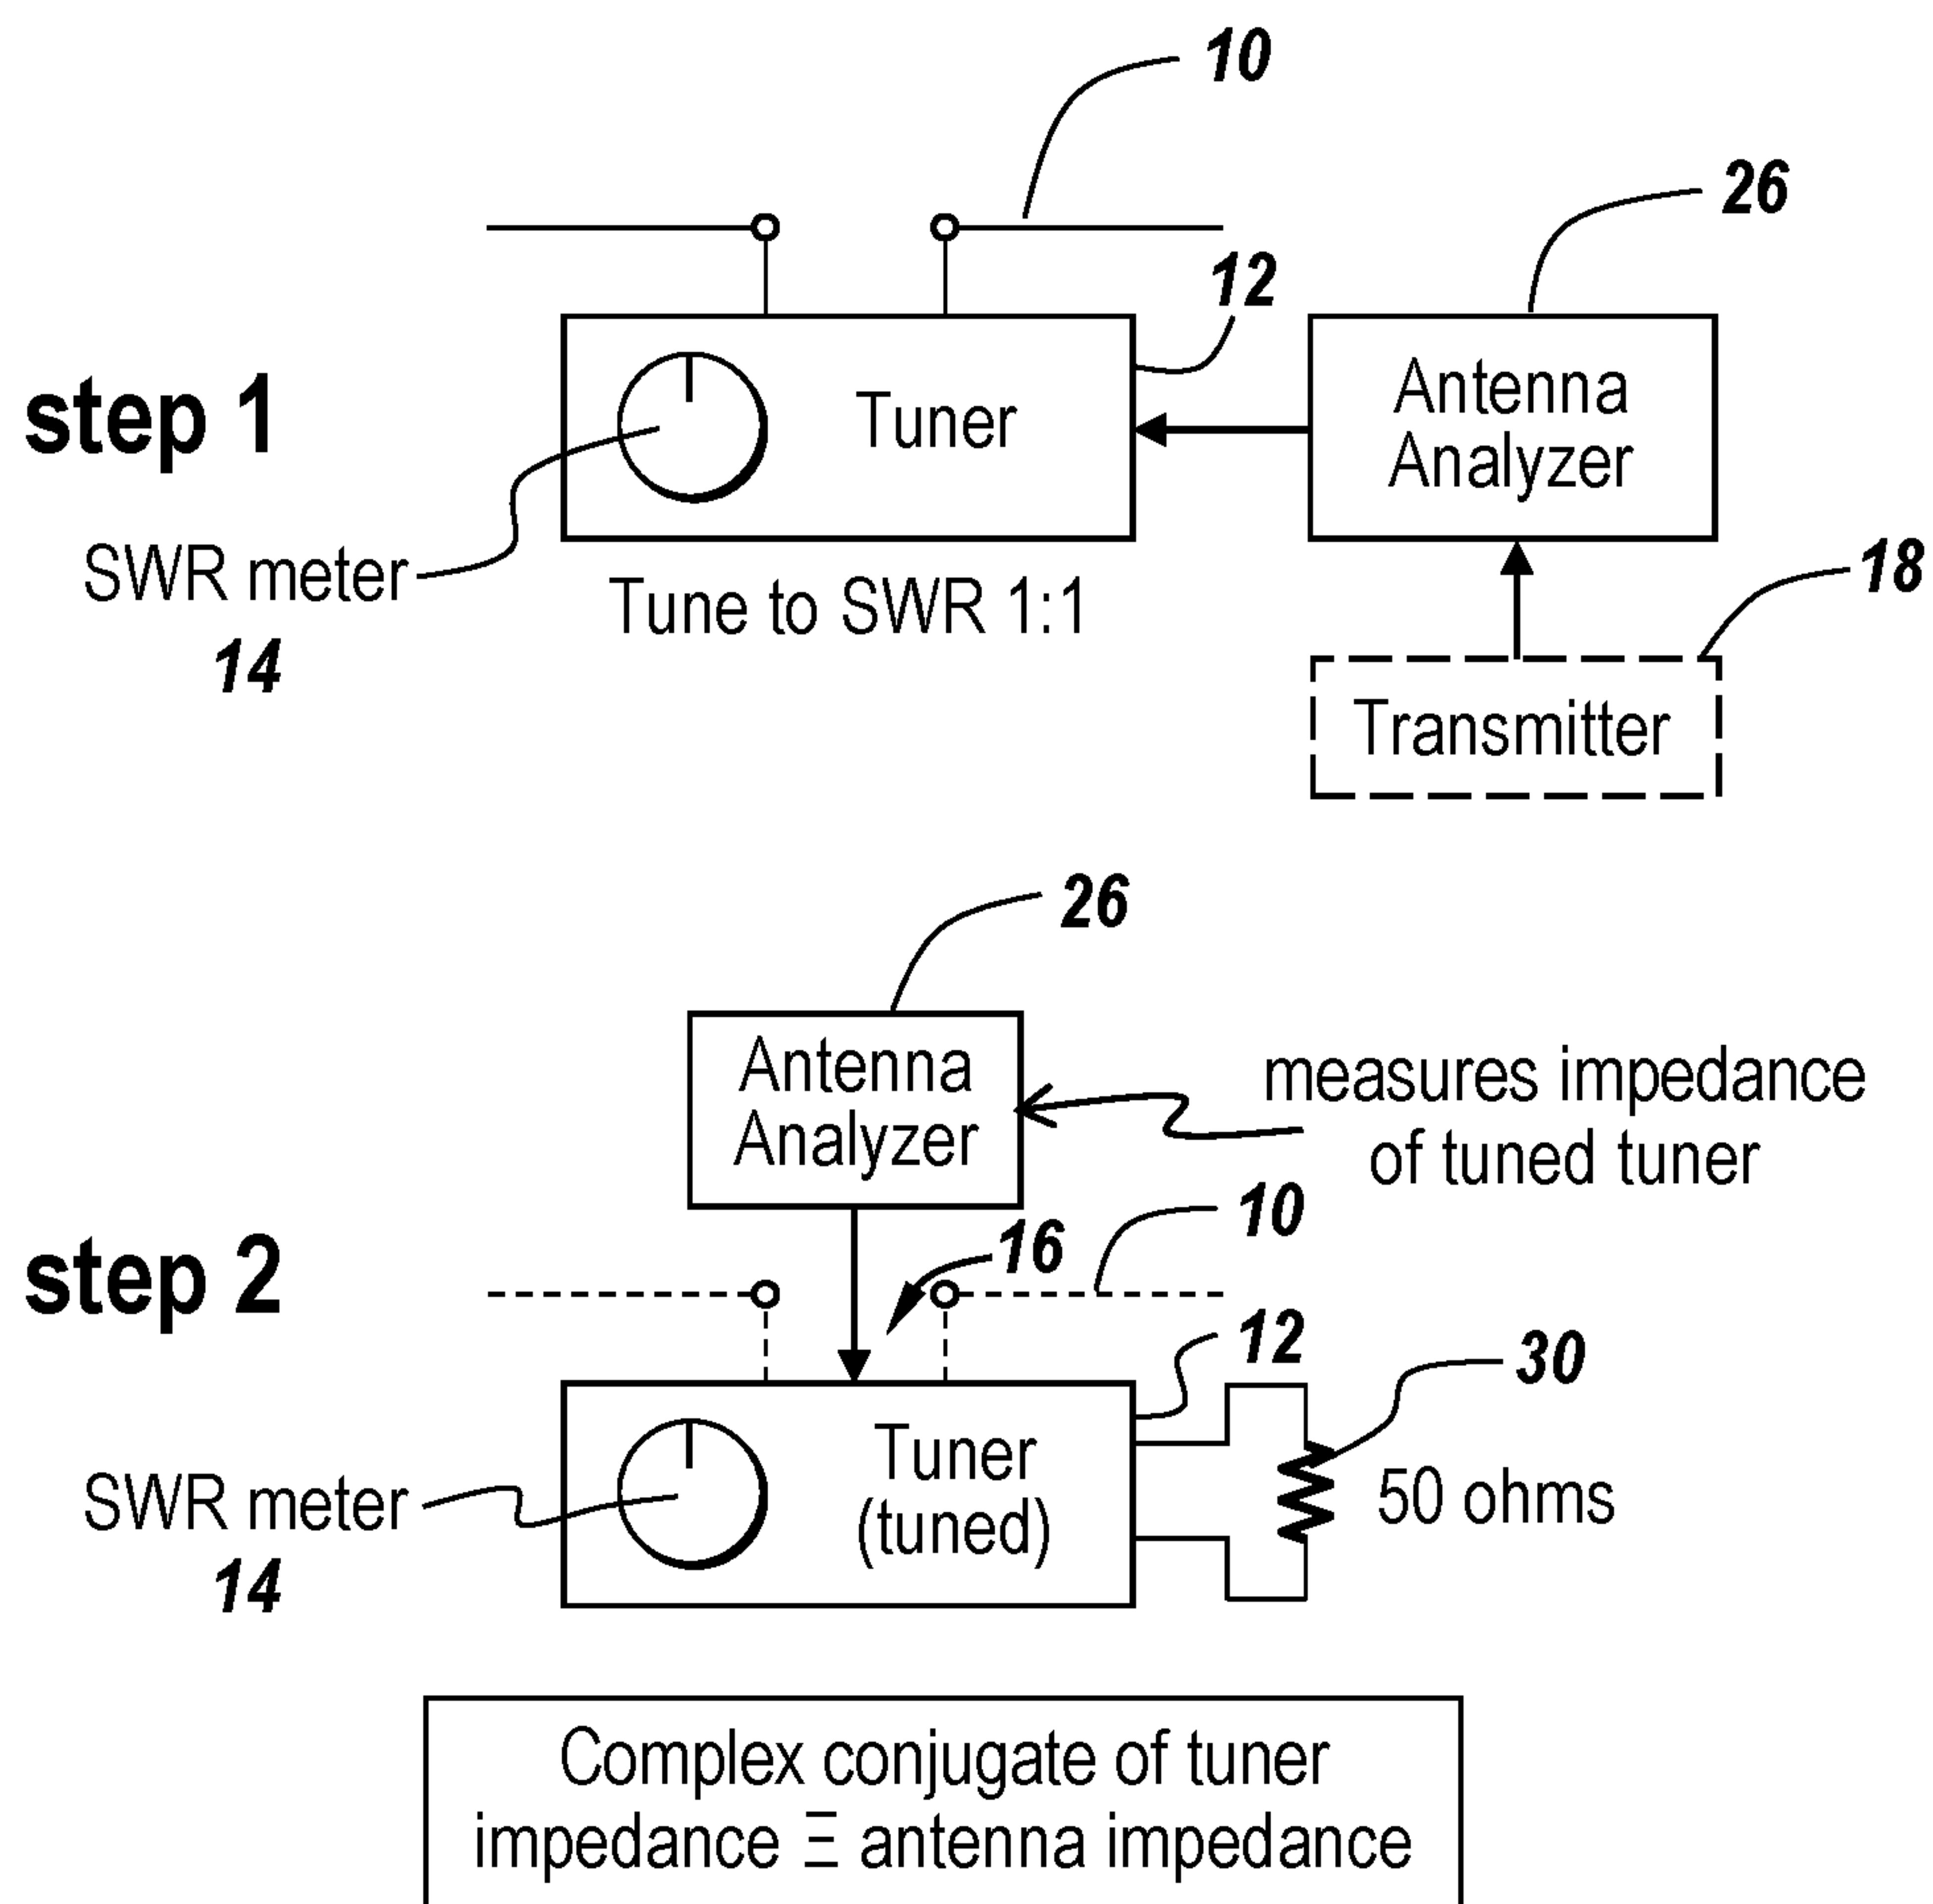 10
26
12
step 1
Tuner
Antenna
Analyzer
SWR meter
14
Tune to SWR 1:1
18
Transmitter
26
Antenna
Analyzer
measures impedance
of tuned tuner
10
16
step 2
12
30
Tuner
(tuned)
SWR meter
14
50 ohms
Complex conjugate of tuner
impedance Ξ antenna impedance